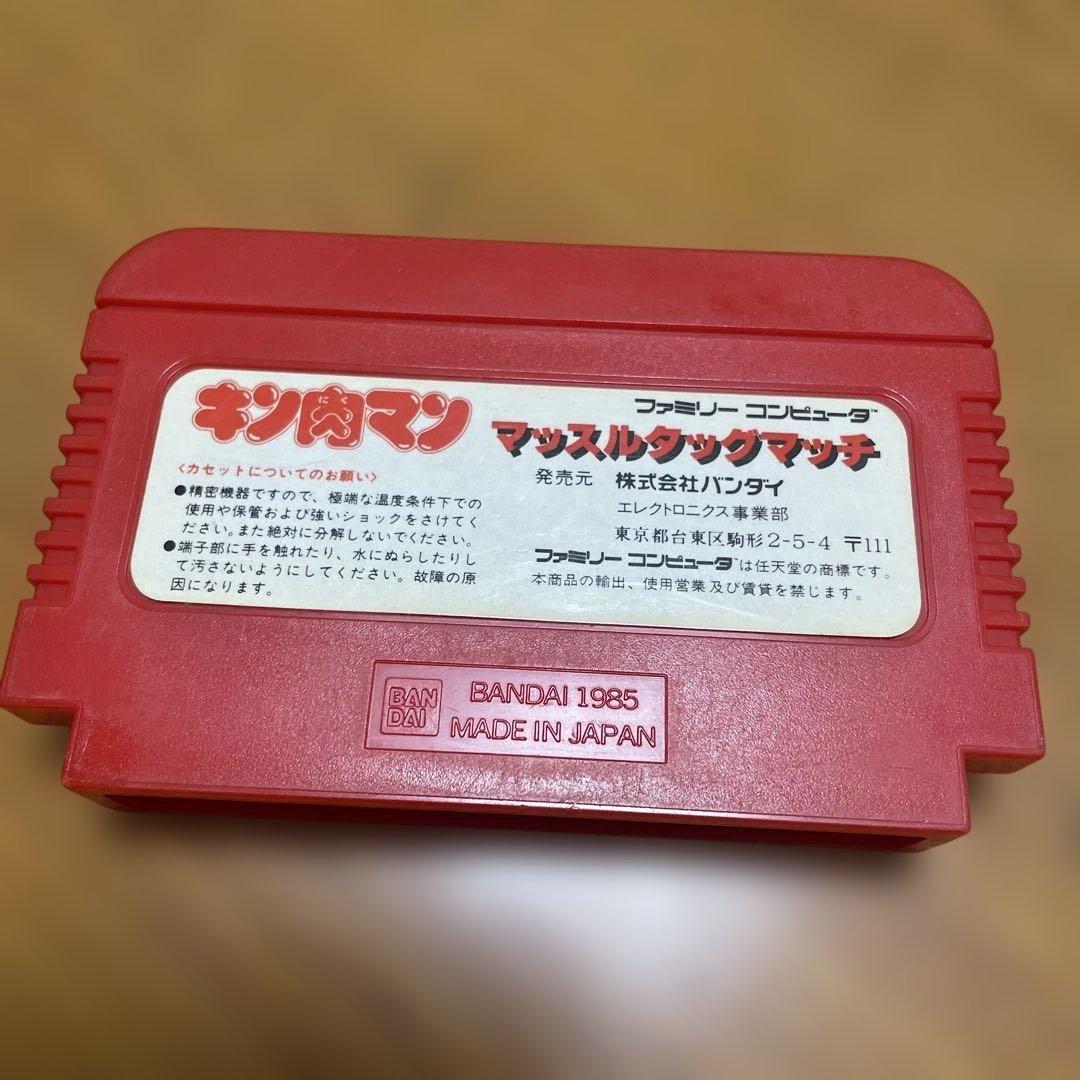 キン肉マン
〈カセットについてのお願い〉
●精密機器ですので、極端な温度条件下での
使用や保管および強いショックをさけてく
ださい。また絶対に分解しないでください。
●端子部に手を触れたり、水にぬらしたりし
て汚さないようにしてください。故障の原
因になります。
ファミリー コンピュータ™
マッスルタッグマッチ
発売元 株式会社バンダイ
エレクトロニクス事業部
東京都台東区駒形2-5-4 〒111
ファミリー コンピュータ™は任天堂の商標です。
本商品の輸出、使用営業及び賃貸を禁じます。
BAN
DAI
BANDAI 1985
MADE IN JAPAN